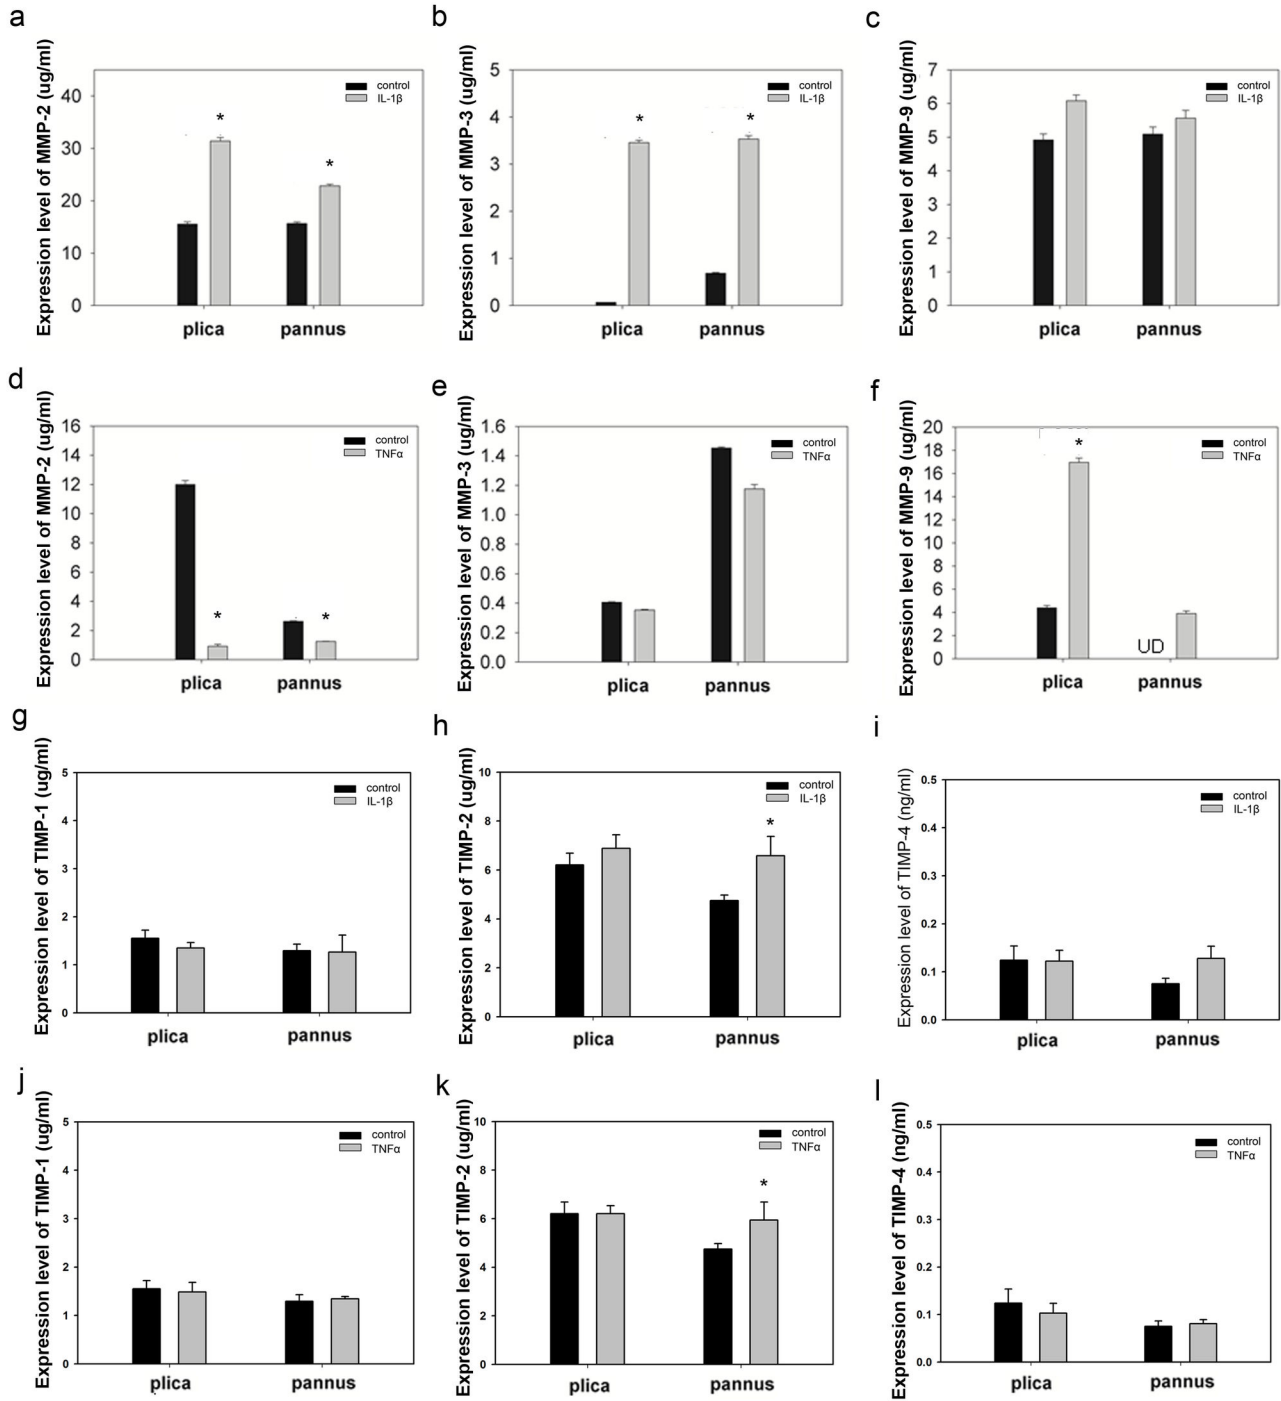 a
Expression level of MMP-2 (ug/ml)
40
30
20
10
0
control
IL-1β
*
*
plica
pannus
b
Expression level of MMP-3 (ug/ml)
5
4
3
2
1
0
control
IL-1β
*
*
plica
pannus
c
Expression level of MMP-9 (ug/ml)
7
6
5
4
3
2
1
0
control
IL-1β
plica
pannus
d
Expression level of MMP-2 (ug/ml)
16
14
12
10
8
6
4
2
0
control
TNFα
*
*
plica
pannus
e
Expression level of MMP-3 (ug/ml)
1.6
1.4
1.2
1.0
0.8
0.6
0.4
0.2
0.0
control
TNFα
plica
pannus
f
Expression level of MMP-9 (ug/ml)
20
18
16
14
12
10
8
6
4
2
0
control
TNFα
*
UD
plica
pannus
g
Expression level of TIMP-1 (ug/ml)
5
4
3
2
1
0
control
IL-1β
plica
pannus
h
Expression level of TIMP-2 (ug/ml)
10
8
6
4
2
0
control
IL-1β
*
plica
pannus
i
Expression level of TIMP-4 (ng/ml)
0.5
0.4
0.3
0.2
0.1
0.0
control
IL-1β
plica
pannus
j
Expression level of TIMP-1 (ug/ml)
5
4
3
2
1
0
control
TNFα
plica
pannus
k
Expression level of TIMP-2 (ug/ml)
10
8
6
4
2
0
control
TNFα
*
plica
pannus
l
Expression level of TIMP-4 (ng/ml)
0.5
0.4
0.3
0.2
0.1
0.0
control
TNFα
plica
pannus